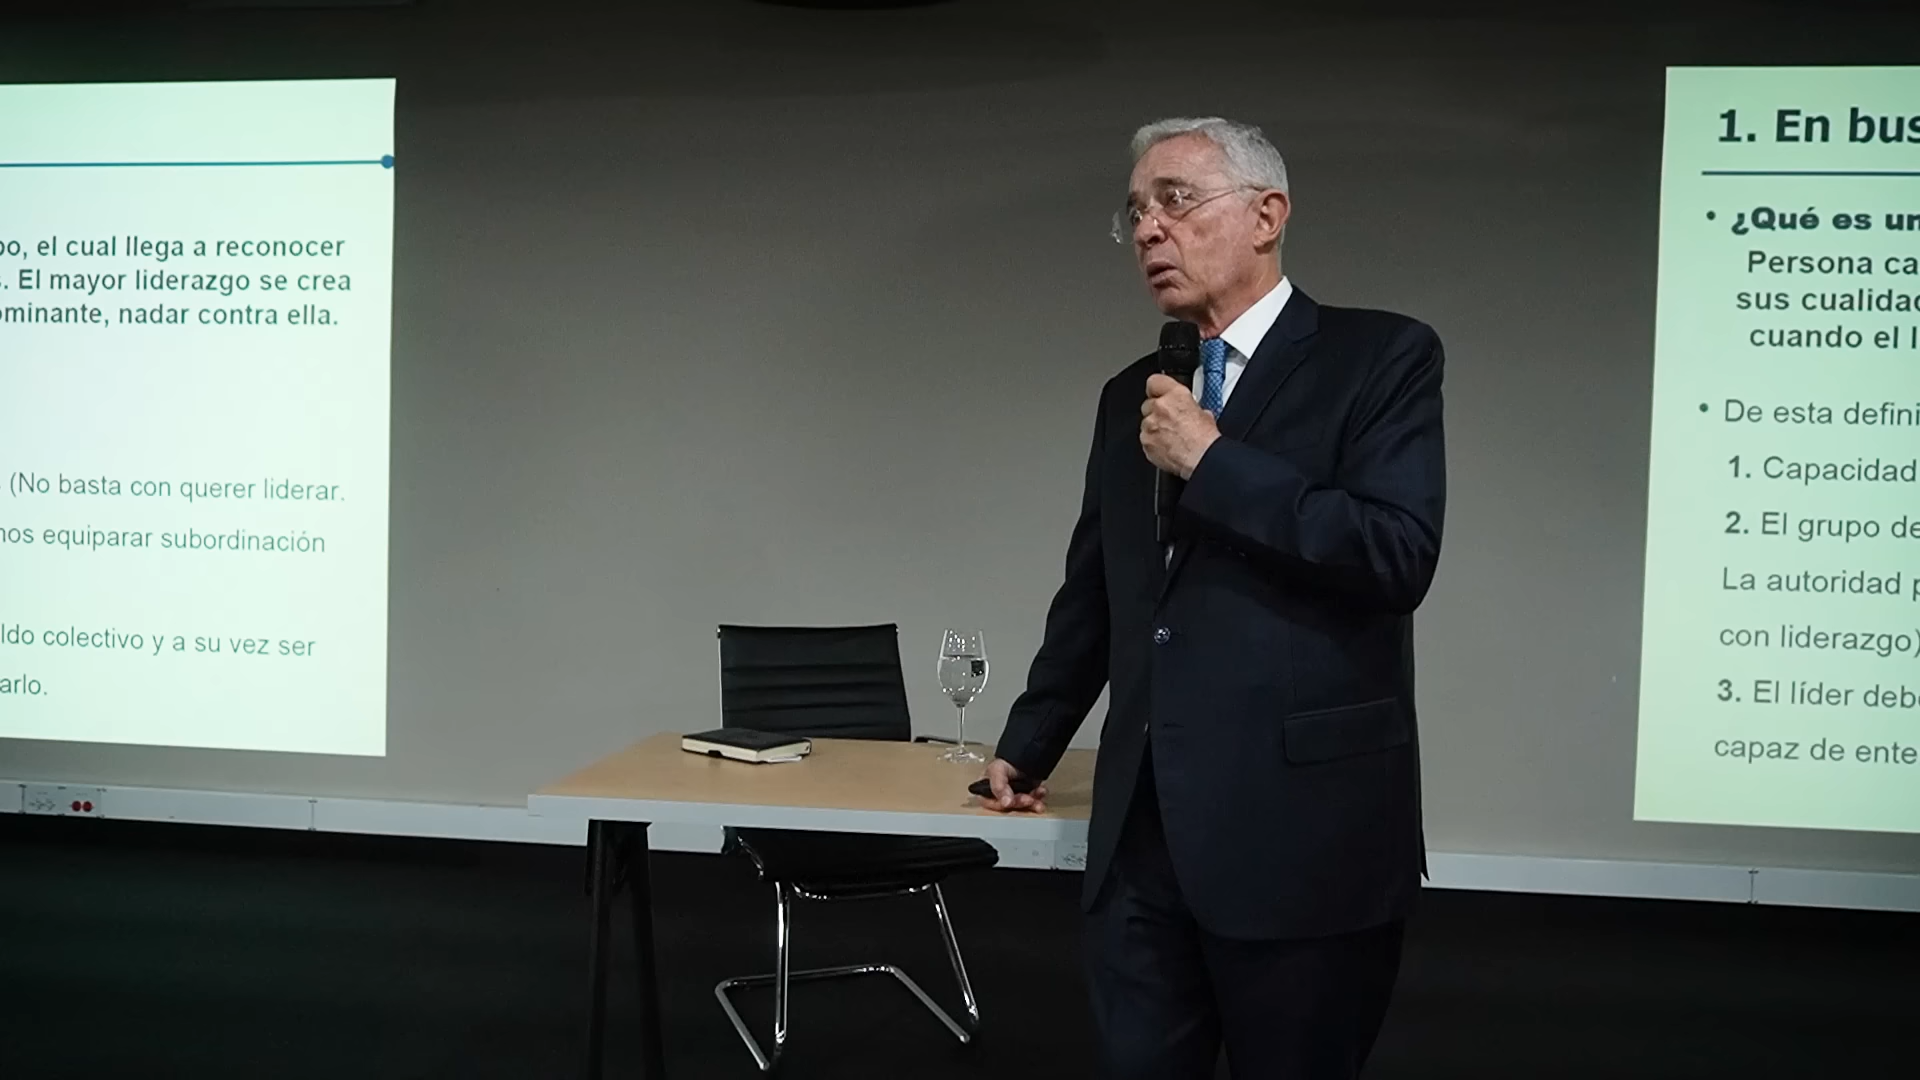 po, el cual llega a reconocer
s. El mayor liderazgo se crea
ominante, nadar contra ella.
(No basta con querer liderar.
mos equiparar subordinación
ldo colectivo y a su vez ser
arlo.
1. En bus
• ¿Qué es un
Persona ca
sus cualidad
cuando el l
• De esta defini
1. Capacidad
2. El grupo de
La autoridad p
con liderazgo)
3. El líder debe
capaz de ente